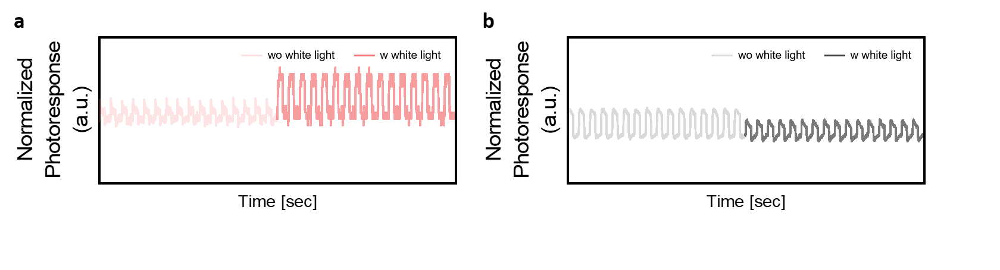 a
Normalized
Photoresponse
(a.u.)
wo white light
w white light
Time [sec]
b
Normalized
Photoresponse
(a.u.)
wo white light
w white light
Time [sec]